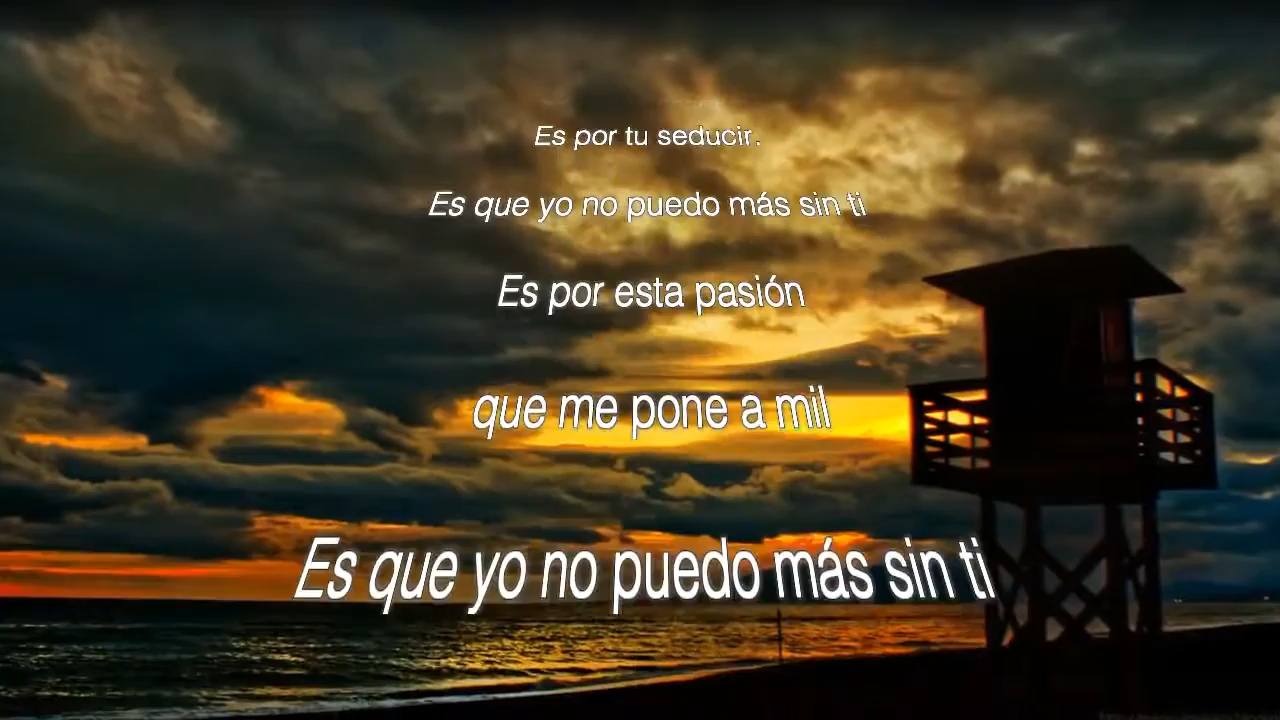 Es por tu seducir.
Es que yo no puedo más sin ti
Es por esta pasión
que me pone a mil
Es que yo no puedo más sin ti